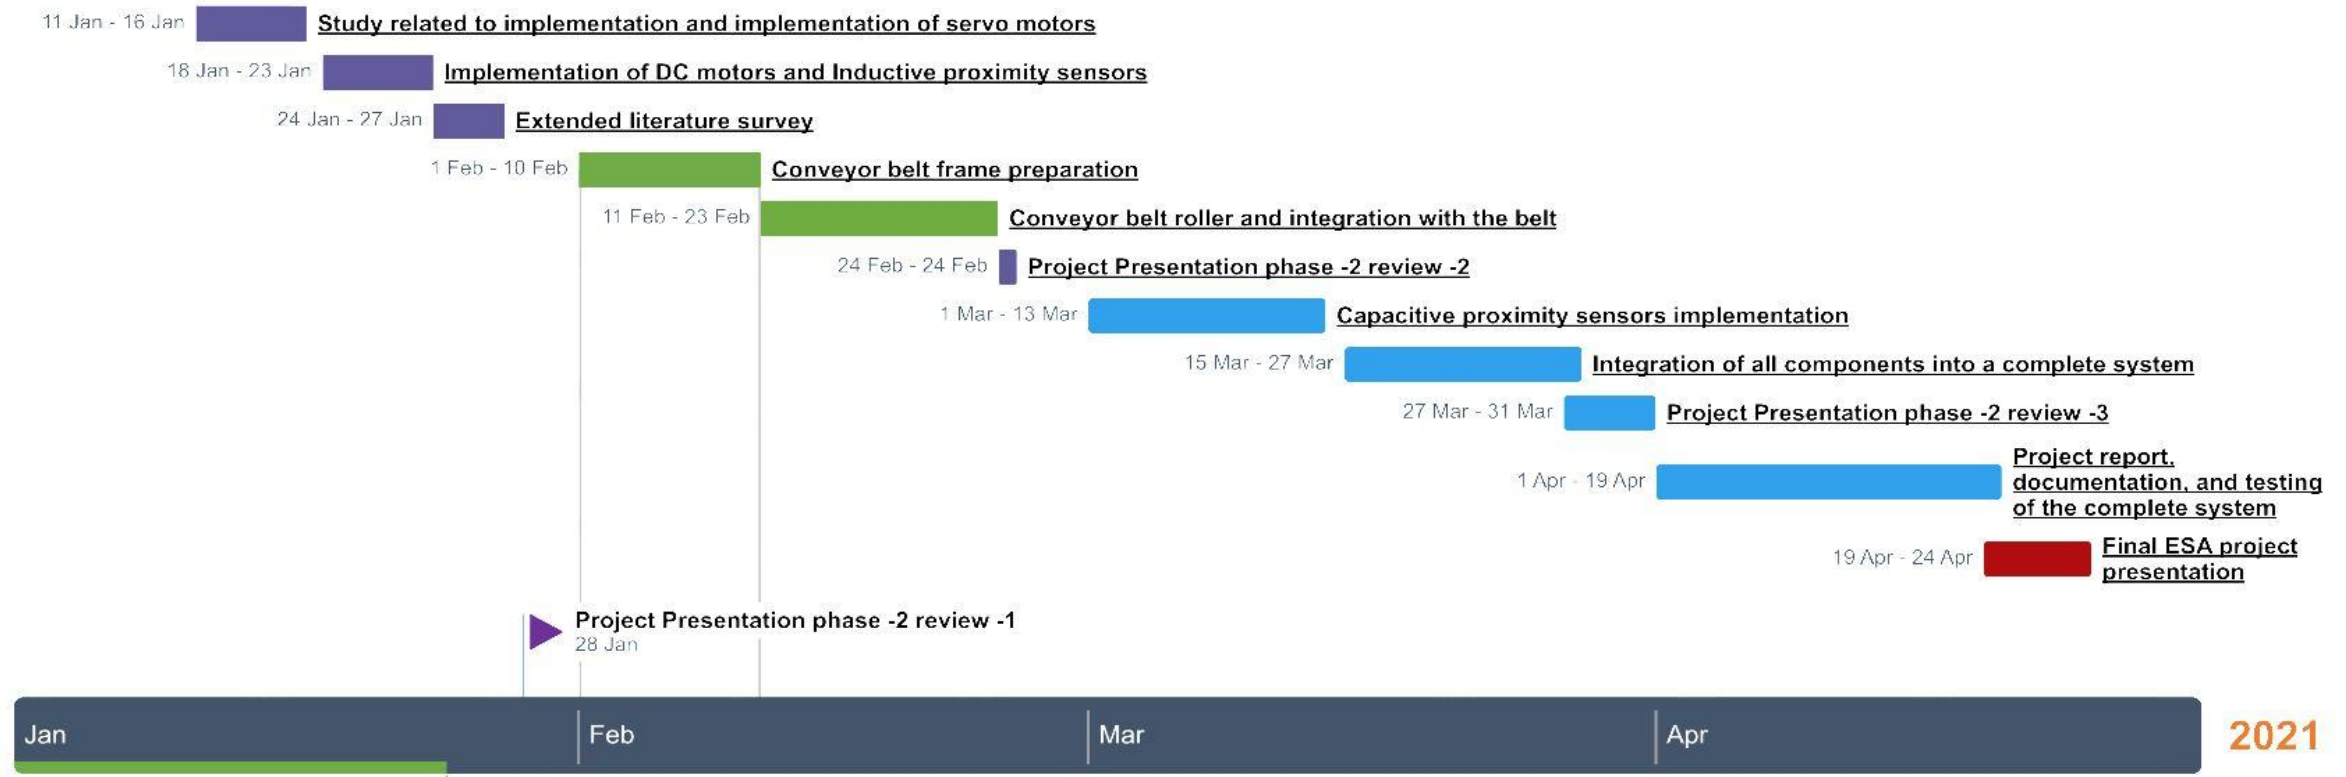 11 Jan - 16 Jan Study related to implementation and implementation of servo motors
18 Jan - 23 Jan Implementation of DC motors and Inductive proximity sensors
24 Jan - 27 Jan Extended literature survey
1 Feb - 10 Feb Conveyor belt frame preparation
11 Feb - 23 Feb Conveyor belt roller and integration with the belt
24 Feb - 24 Feb Project Presentation phase -2 review -2
1 Mar - 13 Mar Capacitive proximity sensors implementation
15 Mar - 27 Mar Integration of all components into a complete system
27 Mar - 31 Mar Project Presentation phase -2 review -3
1 Apr - 19 Apr Project report,
documentation, and testing
of the complete system
19 Apr - 24 Apr Final ESA project
presentation
Project Presentation phase -2 review -1
28 Jan
Jan Feb Mar Apr 2021